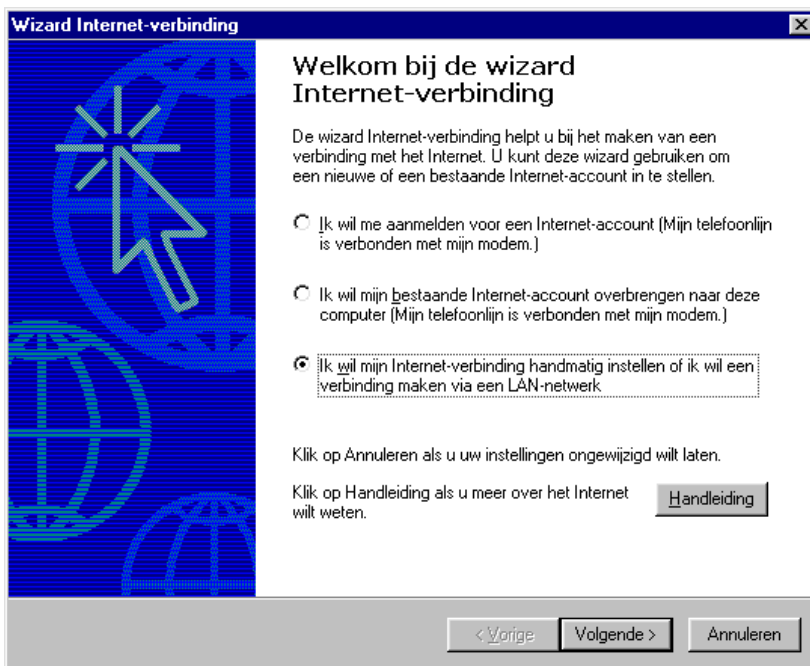 Wizard Internet-verbinding
Welkom bij de wizard
Internet-verbinding
De wizard Internet-verbinding helpt u bij het maken van een
verbinding met het Internet. U kunt deze wizard gebruiken om
een nieuwe of een bestaande Internet-account in te stellen.
Ik wil me aanmelden voor een Internet-account (Mijn telefoonlijn
is verbonden met mijn modem.)
Ik wil mijn bestaande Internet-account overbrengen naar deze
computer (Mijn telefoonlijn is verbonden met mijn modem.)
Ik wil mijn Internet-verbinding handmatig instellen of ik wil een
verbinding maken via een LAN-netwerk
Klik op Annuleren als u uw instellingen ongewijzigd wilt laten.
Klik op Handleiding als u meer over het Internet
wilt weten.
Handleiding
< Vorige
Volgende >
Annuleren